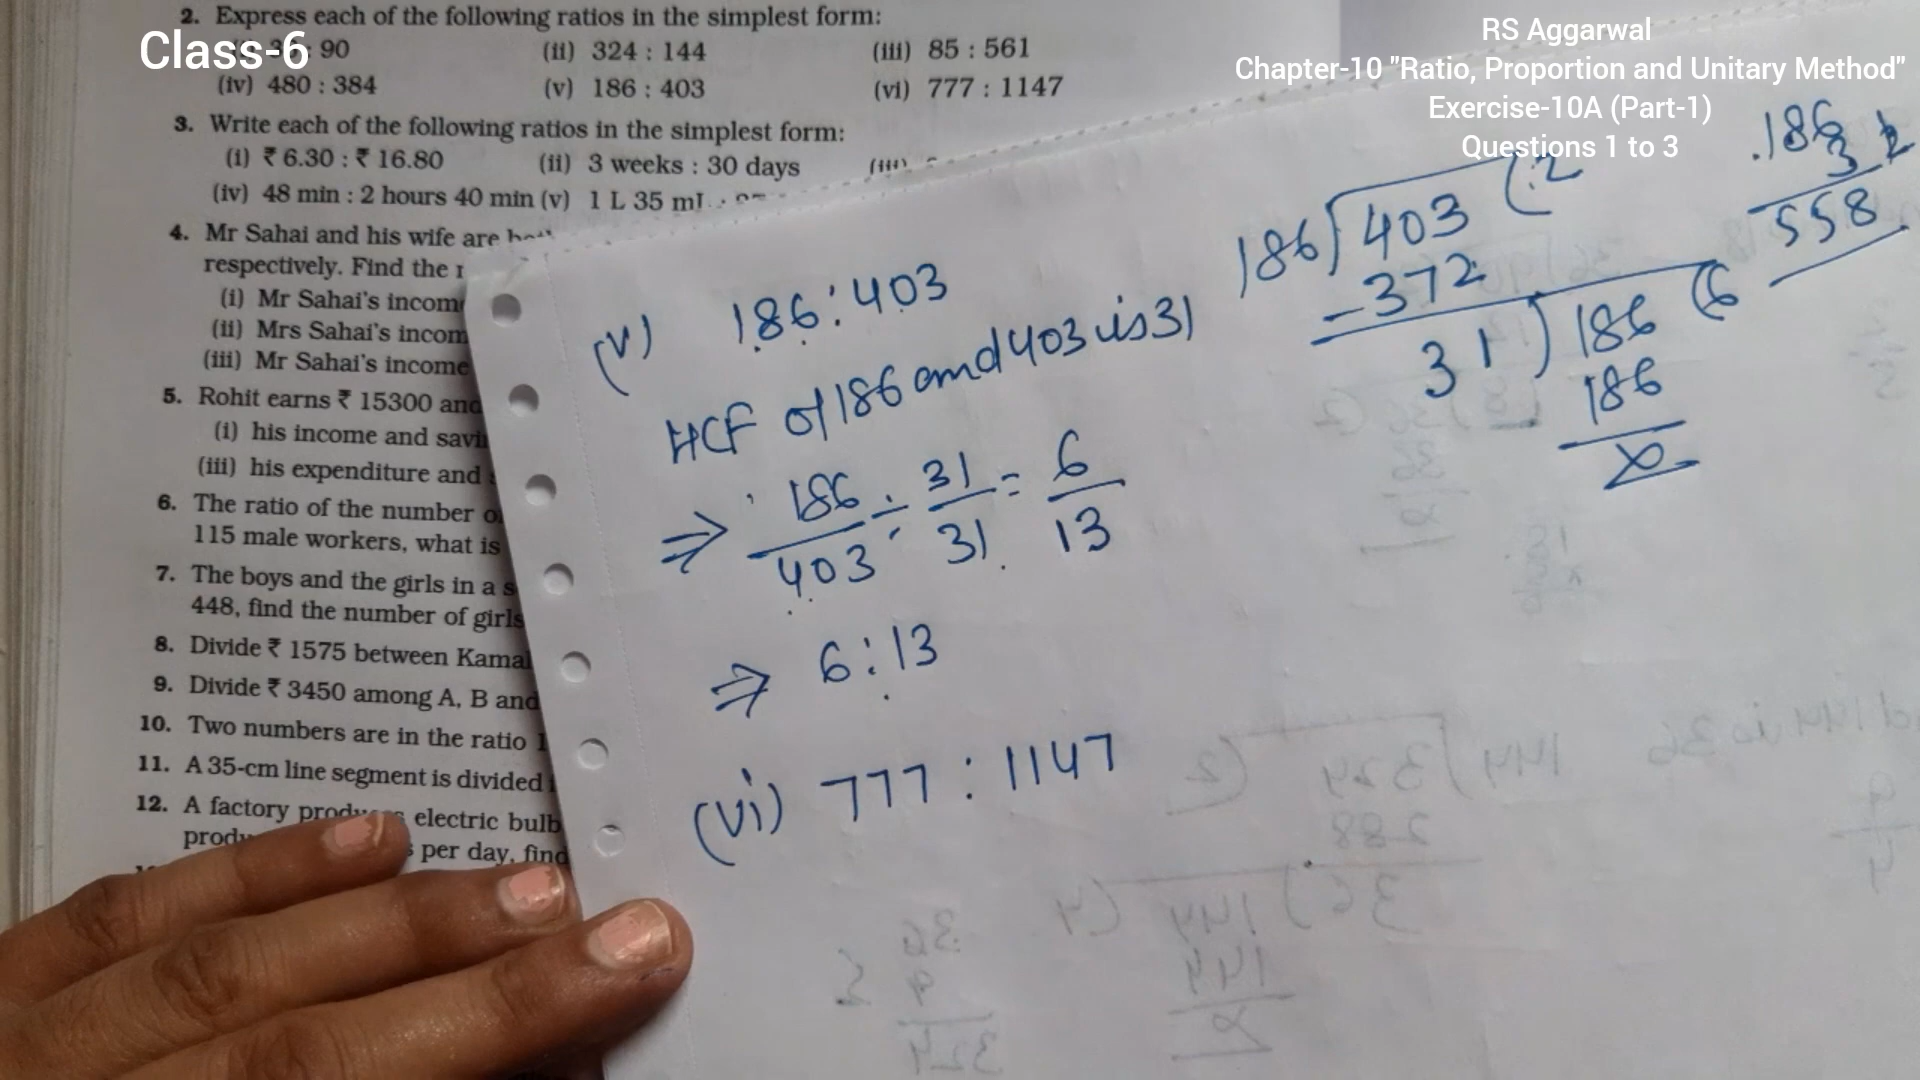 Class-6
RS Aggarwal
Chapter-10 "Ratio, Proportion and Unitary Method"
Exercise-10A (Part-1)
Questions 1 to 3
2. Express each of the following ratios in the simplest form:
: 90 (ii) 324 : 144 (iii) 85 : 561
(iv) 480 : 384 (v) 186 : 403 (vi) 777 : 1147
3. Write each of the following ratios in the simplest form:
(i) ₹ 6.30 : ₹ 16.80 (ii) 3 weeks : 30 days
(iv) 48 min : 2 hours 40 min (v) 1 L 35 mL :
4. Mr Sahai and his wife are
respectively. Find the
(i) Mr Sahai's income
(ii) Mrs Sahai's incom
(iii) Mr Sahai's income
5. Rohit earns ₹ 15300 and
(i) his income and savi
(iii) his expenditure and
6. The ratio of the number o
115 male workers, what is
7. The boys and the girls in a s
448, find the number of girls
8. Divide ₹ 1575 between Kamal
9. Divide ₹ 3450 among A, B and
10. Two numbers are in the ratio 1
11. A 35-cm line segment is divided
12. A factory produces electric bulb
produ per day, find
(v) 186 : 403
HCF of 186 and 403 is 31
⇒ 186/403 ÷ 31/31 = 6/13
⇒ 6 : 13
(vi) 777 : 1147
186)403(2
-372
31)186(6
186
x
186
3
558